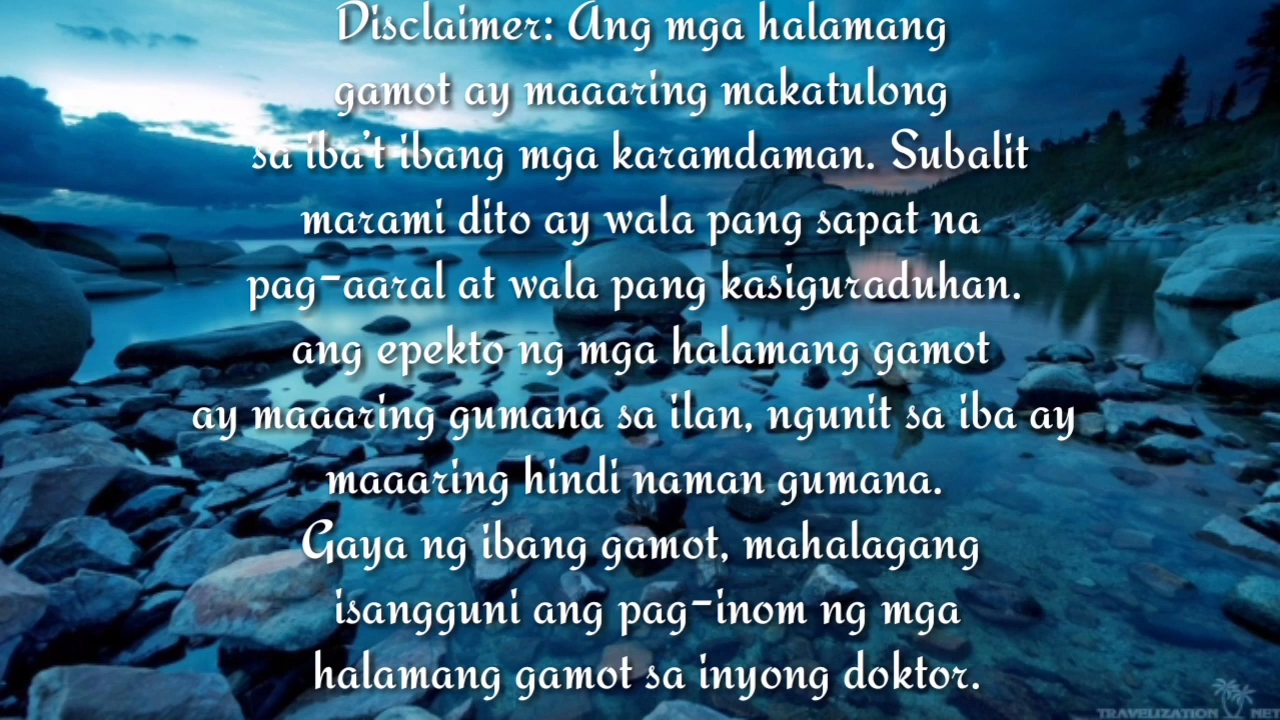 Disclaimer: Ang mga halamang
gamot ay maaaring makatulong
sa iba't ibang mga karamdaman. Subalit
marami dito ay wala pang sapat na
pag-aaral at wala pang kasiguraduhan.
ang epekto ng mga halamang gamot
ay maaaring gumana sa ilan, ngunit sa iba ay
maaaring hindi naman gumana.
Gaya ng ibang gamot, mahalagang
isangguni ang pag-inom ng mga
halamang gamot sa inyong doktor.
TRAVELIZATION NET